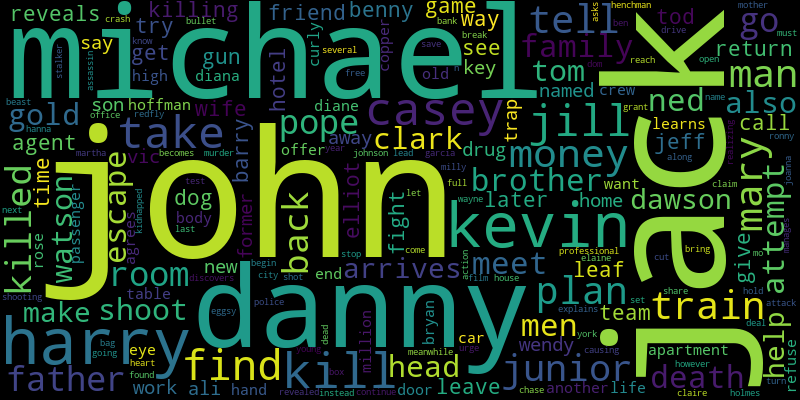 reveals
killing
friend
benny
game
tell
tod
go
crash
bullet
bank
michael
try
get
curly
way
asks
henchman
ben
mother
must
say
gun
copper
see
family
return
know
diana
key
drive
stalker
assassin
high
hotel
several
save
break
free
old
tom
reach
open
man
gold
son
hoffman
diane
casey
named
crew
name
beast
office
take
wife
pope
trap
jill
ned
also
hanna
redfly
offer
away
clark
grant
learns
call
agent
martha
becomes
murder
year
johnson
lead
garcia
drug
money
jeff
mary
time
vic
barry
elliot
milly
brother
want
along
realizing
ronny
killed
watson
escape
john
dog
full
wayne
later
home
dawson
claim
joanna
rose
passenger
agrees
kidnapped
test
body
former
back
fight
let
come
kevin
jack
give
attempt
next
last
room
new
end
stop
arrives
meet
professional
elaine
leaf
cut
bring
help
manages
shooting
table
begin
city
shot
action
film
house
plan
train
mo
make
shoot
discovers
danny
explains
set
share
hold
attack
bag
going
eggsy
police
million
bryan
car
men
team
york
deal
refuse
harry
eye
heart
found
find
dead
meanwhile
head
urge
wendy
causing
apartment
however
father
work
ali
hand
kill
young
box
door
leave
junior
death
turn
revealed
instead
continue
chase
another
life
claire
holmes